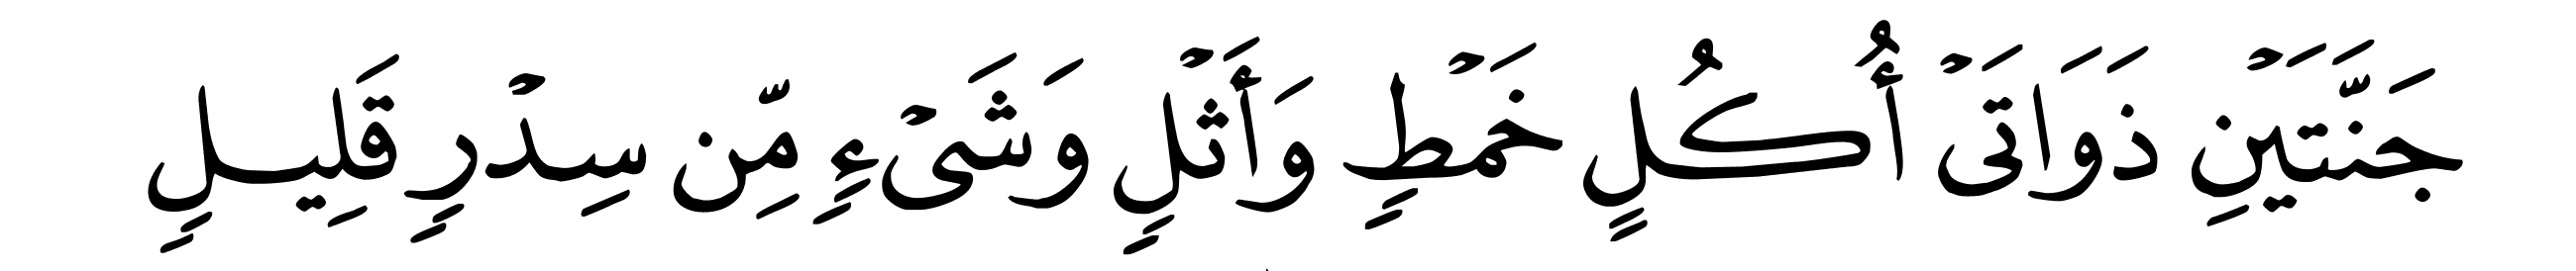 جَنَّتَيْنِ ذَوَاتَىْ أُكُلٍ خَمْطٍ وَأَثْلٍ وَشَىْءٍ مِّن سِدْرٍ قَلِيلٍ